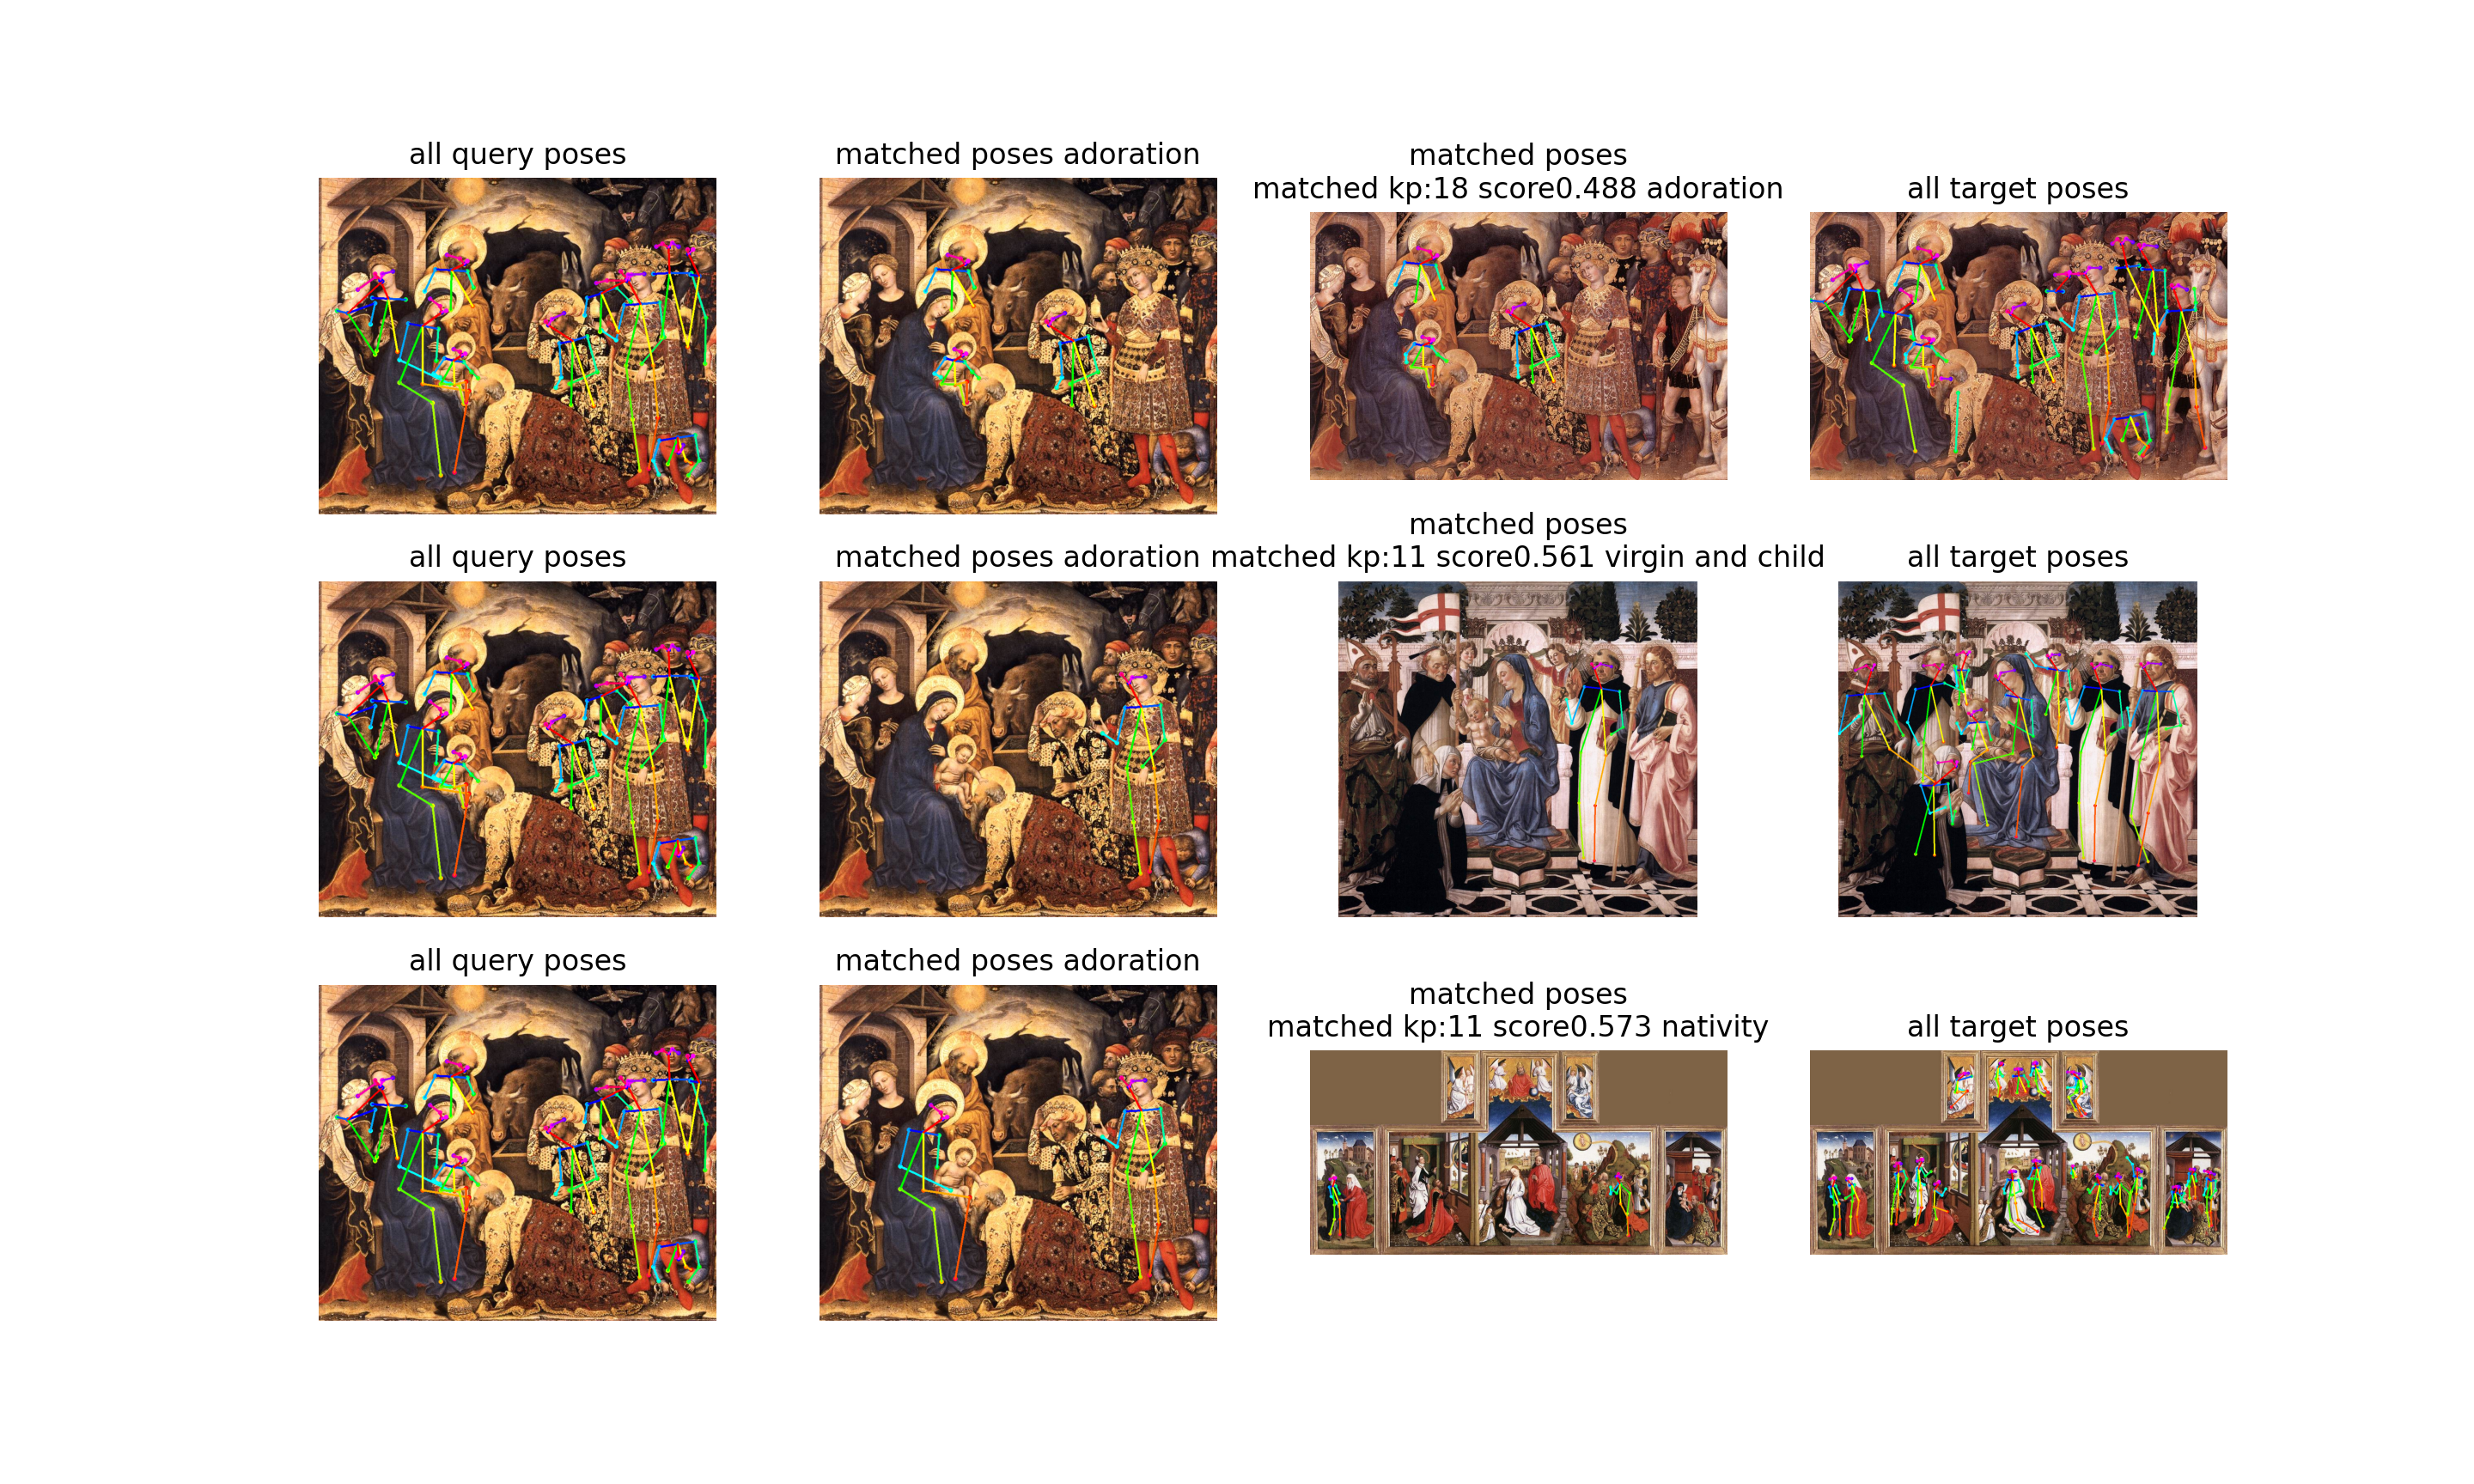 all query poses
matched poses adoration
matched poses
matched kp:18 score0.488 adoration
all target poses
all query poses
matched poses adoration
matched poses
matched kp:11 score0.561 virgin and child
all target poses
all query poses
matched poses adoration
matched poses
matched kp:11 score0.573 nativity
all target poses